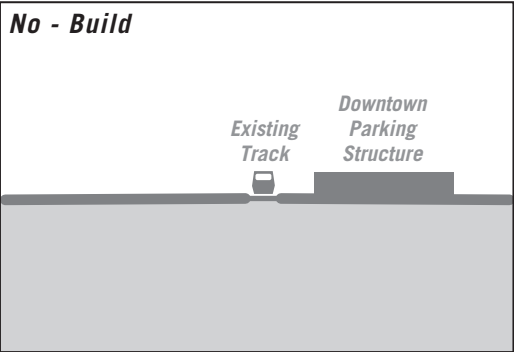 No - Build
Downtown
Existing Parking
Track Structure